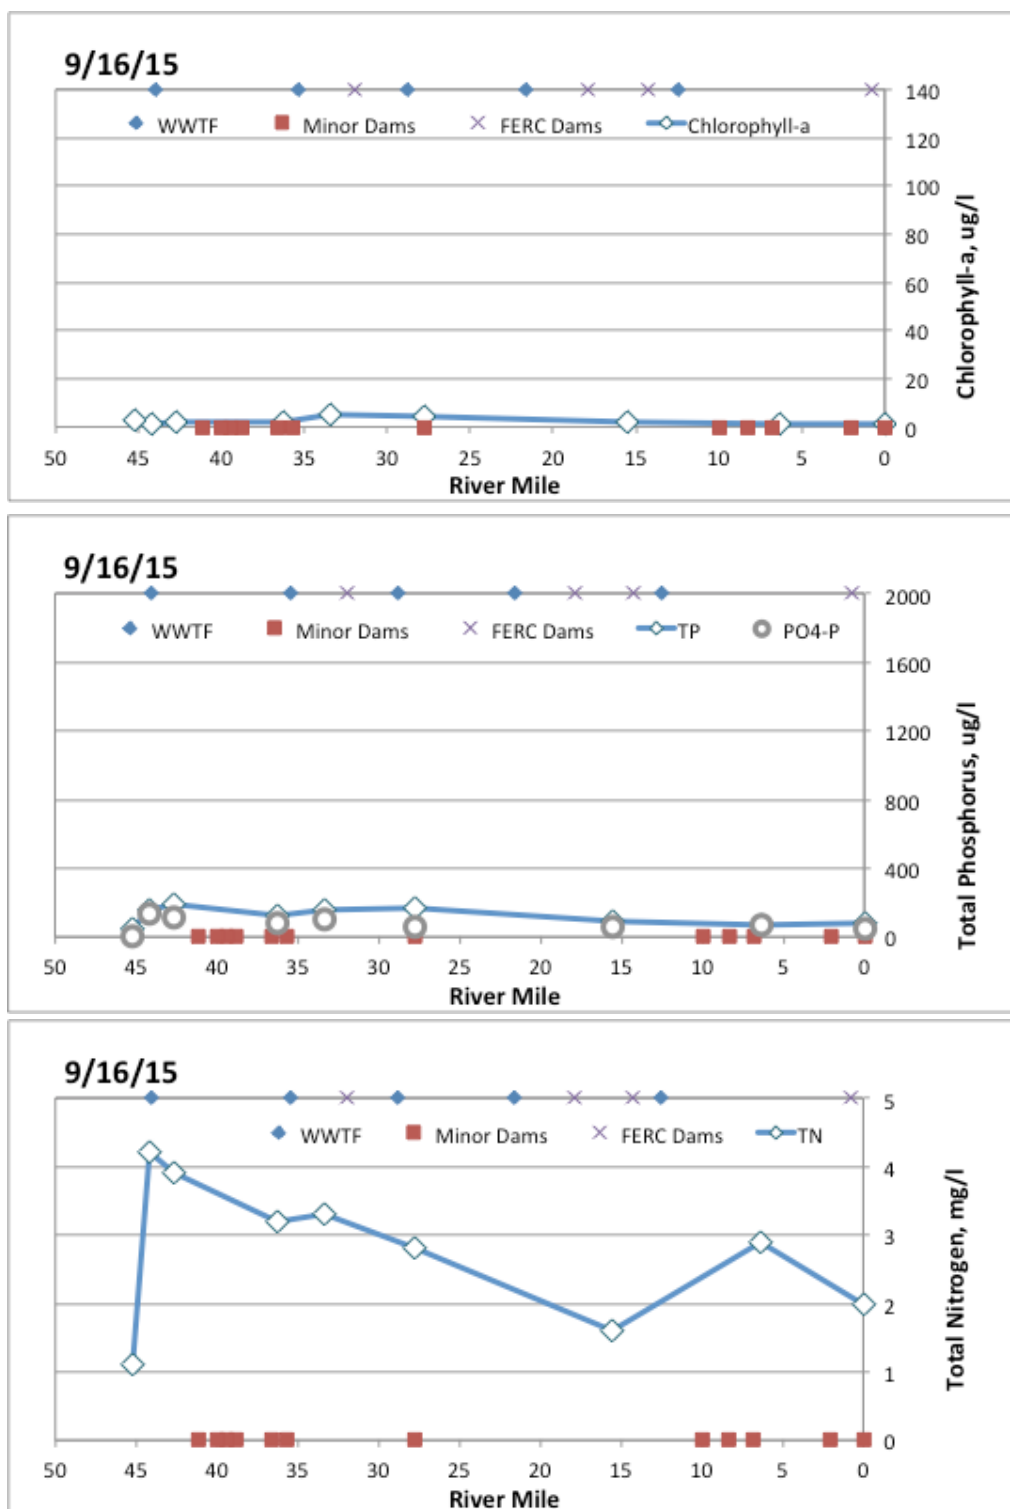 9/16/15
140
WWTF Minor Dams FERC Dams Chlorophyll-a
120
100
80
60
40
20
0
Chlorophyll-a, ug/l
50 45 40 35 30 25 20 15 10 5 0
River Mile
9/16/15
2000
WWTF Minor Dams FERC Dams TP PO4-P
1600
1200
800
400
0
Total Phosphorus, ug/l
50 45 40 35 30 25 20 15 10 5 0
River Mile
9/16/15
5
WWTF Minor Dams FERC Dams TN
4
3
2
1
0
Total Nitrogen, mg/l
50 45 40 35 30 25 20 15 10 5 0
River Mile